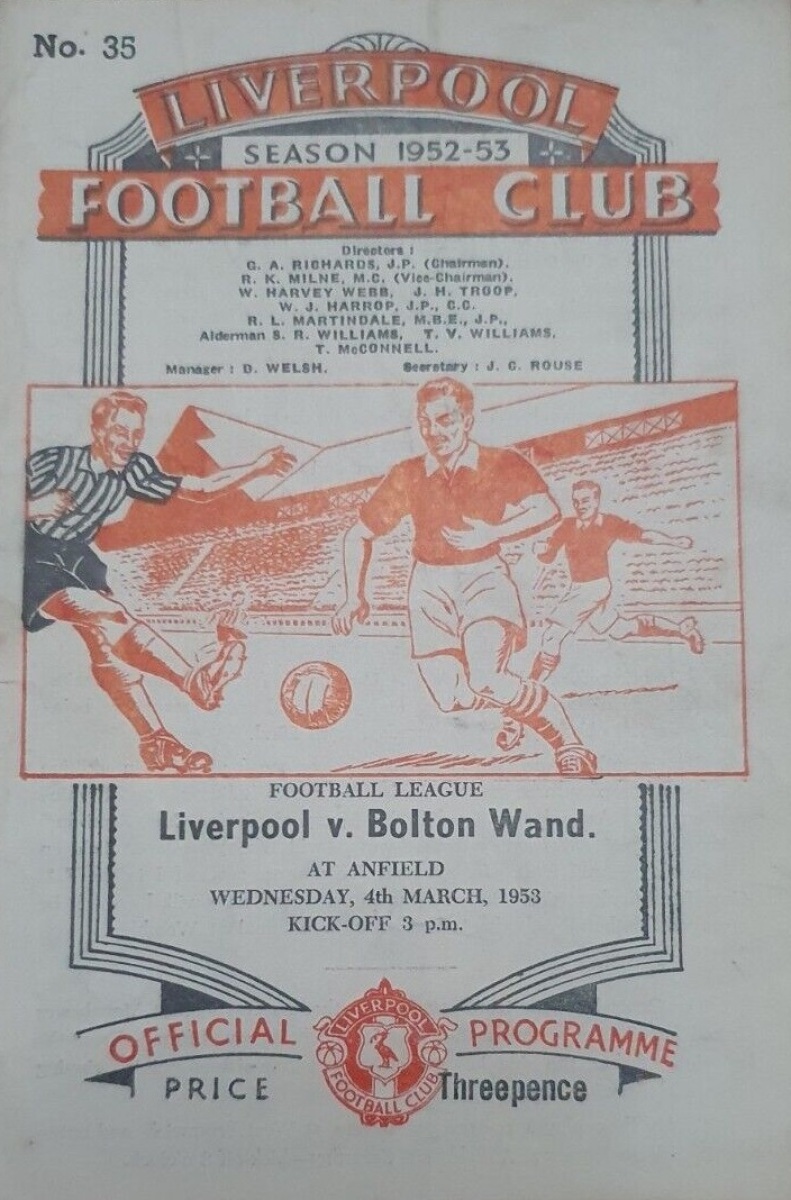 No. 35
LIVERPOOL
SEASON 1952-53
FOOTBALL CLUB
Directors :
G. A. RICHARDS, J.P. (Chairman).
R. K. MILNE, M.C. (Vice-Chairman).
W. HARVEY WEBB, J. H. TROOP,
W. J. HARROP, J.P., C.C.
R. L. MARTINDALE, M.B.E., J.P.,
Alderman S. R. WILLIAMS, T. V. WILLIAMS,
T. McCONNELL.
Manager : D. WELSH. Secretary : J. C. ROUSE
FOOTBALL LEAGUE
Liverpool v. Bolton Wand.
AT ANFIELD
WEDNESDAY, 4th MARCH, 1953
KICK-OFF 3 p.m.
OFFICIAL PROGRAMME
LIVERPOOL
FOOTBALL CLUB
PRICE Threepence